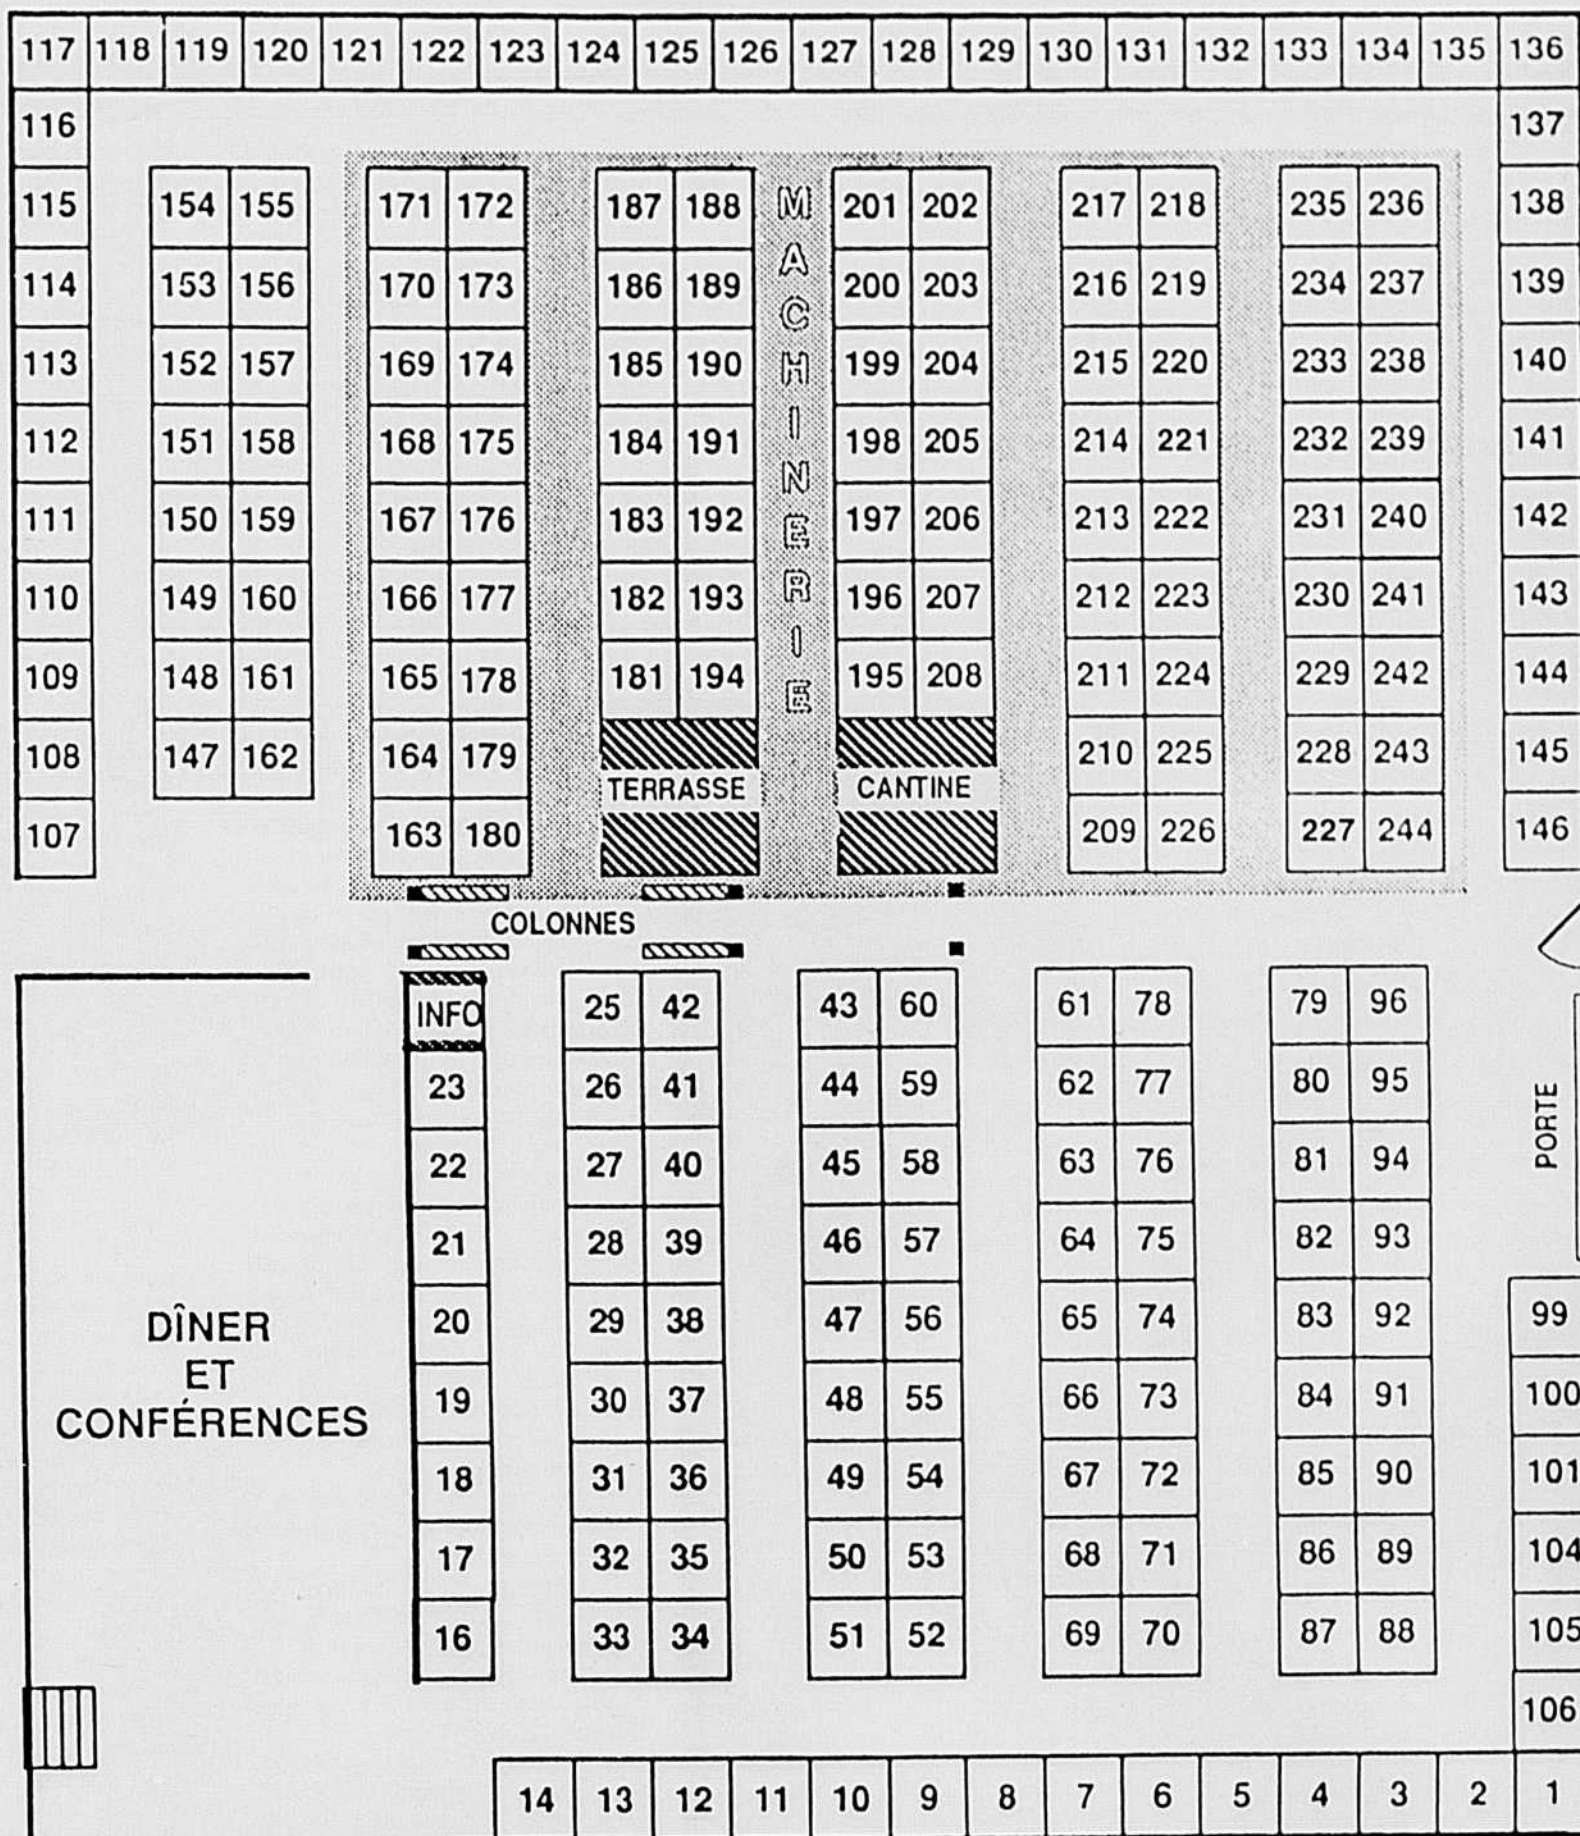 117 118 119 120 121 122 123 124 125 126 127 128 129 130 131 132 133 134 135 136
116 137
115 154 155 171 172 187 188 201 202 217 218 235 236 138
114 153 156 170 173 186 189 200 203 216 219 234 237 139
113 152 157 169 174 185 190 199 204 215 220 233 238 140
112 151 158 168 175 184 191 198 205 214 221 232 239 141
111 150 159 167 176 183 192 197 206 213 222 231 240 142
110 149 160 166 177 182 193 196 207 212 223 230 241 143
109 148 161 165 178 181 194 195 208 211 224 229 242 144
MACHINERIE
108 147 162 164 179 210 225 228 243 145
TERRASSE CANTINE
107 163 180 209 226 227 244 146
COLONNES
INFO 25 42 43 60 61 78 79 96
23 26 41 44 59 62 77 80 95
PORTE
22 27 40 45 58 63 76 81 94
21 28 39 46 57 64 75 82 93
20 29 38 47 56 65 74 83 92 99
19 30 37 48 55 66 73 84 91 100
18 31 36 49 54 67 72 85 90 101
17 32 35 50 53 68 71 86 89 104
16 33 34 51 52 69 70 87 88 105
DÎNER
ET
CONFÉRENCES
106
14 13 12 11 10 9 8 7 6 5 4 3 2 1